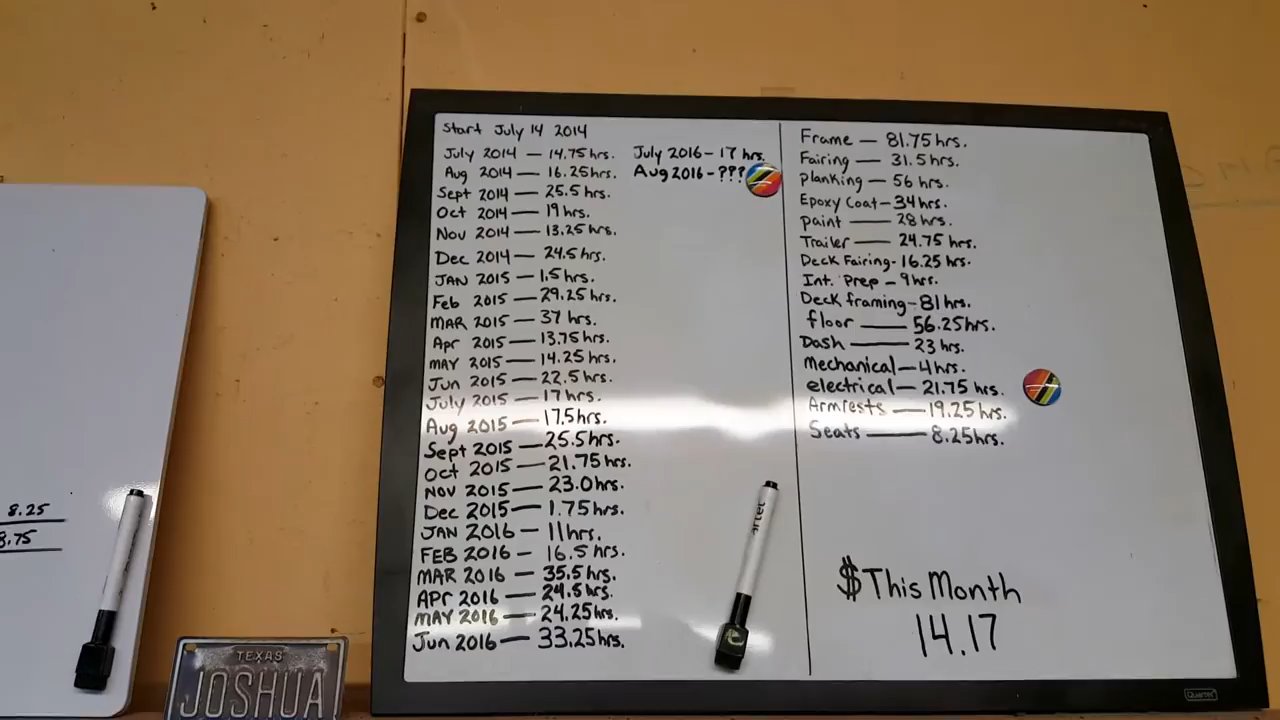 Start July 14 2014
July 2014 — 14.75 hrs.
Aug 2014 — 16.25 hrs.
Sept 2014 — 25.5 hrs.
Oct 2014 — 19 hrs.
Nov 2014 — 13.25 hrs.
Dec 2014 — 24.5 hrs.
JAN 2015 — 1.5 hrs.
Feb 2015 — 29.25 hrs.
MAR 2015 — 37 hrs.
Apr 2015 — 13.75 hrs.
MAY 2015 — 14.25 hrs.
Jun 2015 — 22.5 hrs.
July 2015 — 17 hrs.
Aug 2015 — 17.5 hrs.
Sept 2015 — 25.5 hrs.
Oct 2015 — 21.75 hrs.
Nov 2015 — 23.0 hrs.
Dec 2015 — 1.75 hrs.
JAN 2016 — 11 hrs.
FEB 2016 — 16.5 hrs.
MAR 2016 — 35.5 hrs.
APR 2016 — 24.5 hrs.
MAY 2016 — 24.25 hrs.
Jun 2016 — 33.25 hrs.
July 2016 - 17 hrs.
Aug 2016 - ???
Frame — 81.75 hrs.
Fairing — 31.5 hrs.
Planking — 56 hrs.
Epoxy Coat — 34 hrs.
paint — 28 hrs.
Trailer — 24.75 hrs.
Deck Fairing - 16.25 hrs.
Int. Prep - 9 hrs.
Deck framing - 81 hrs.
floor — 56.25 hrs.
Dash — 23 hrs.
mechanical — 4 hrs.
electrical — 21.75 hrs.
Armrests — 19.25 hrs.
Seats — 8.25 hrs.
$ This Month
14.17
8.25
8.75
TEXAS
JOSHUA
Quartet